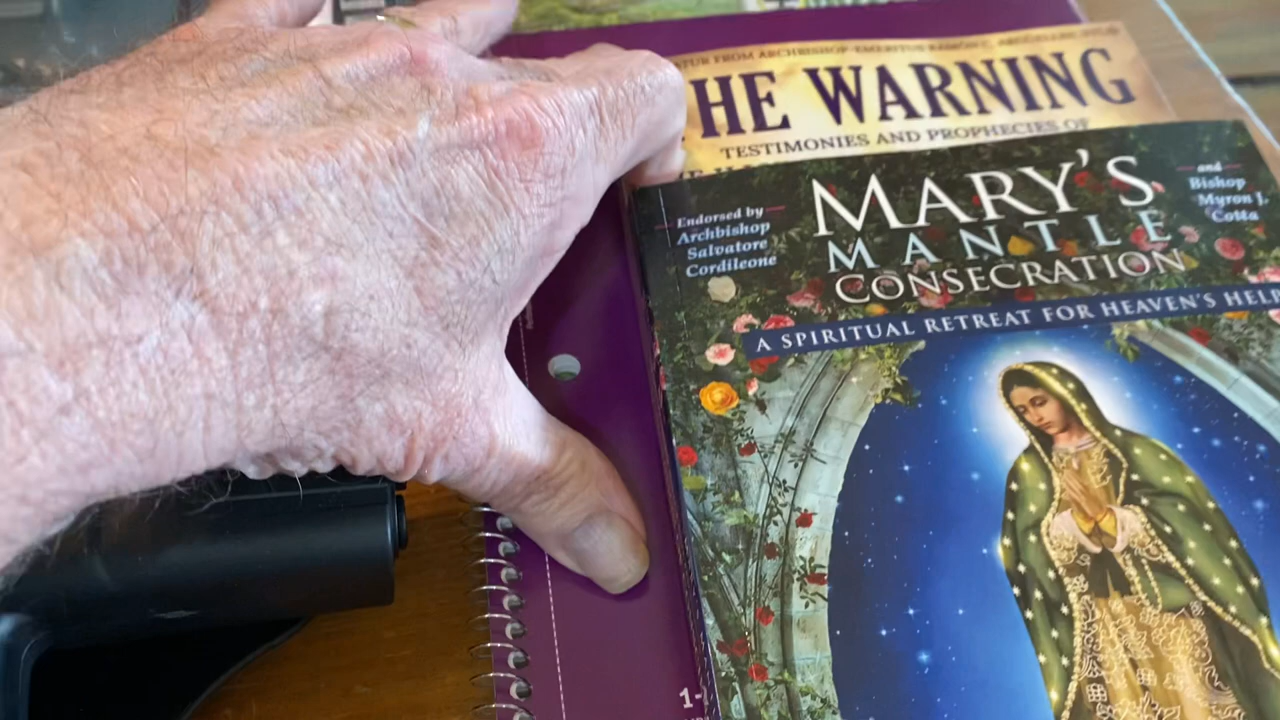 HE WARNING
TESTIMONIES AND PROPHECIES OF
Endorsed by
Archbishop
Salvatore
Cordileone
MARY'S
MANTLE
CONSECRATION
and
Bishop
Myron J.
Cotta
A SPIRITUAL RETREAT FOR HEAVEN'S HELP
1-